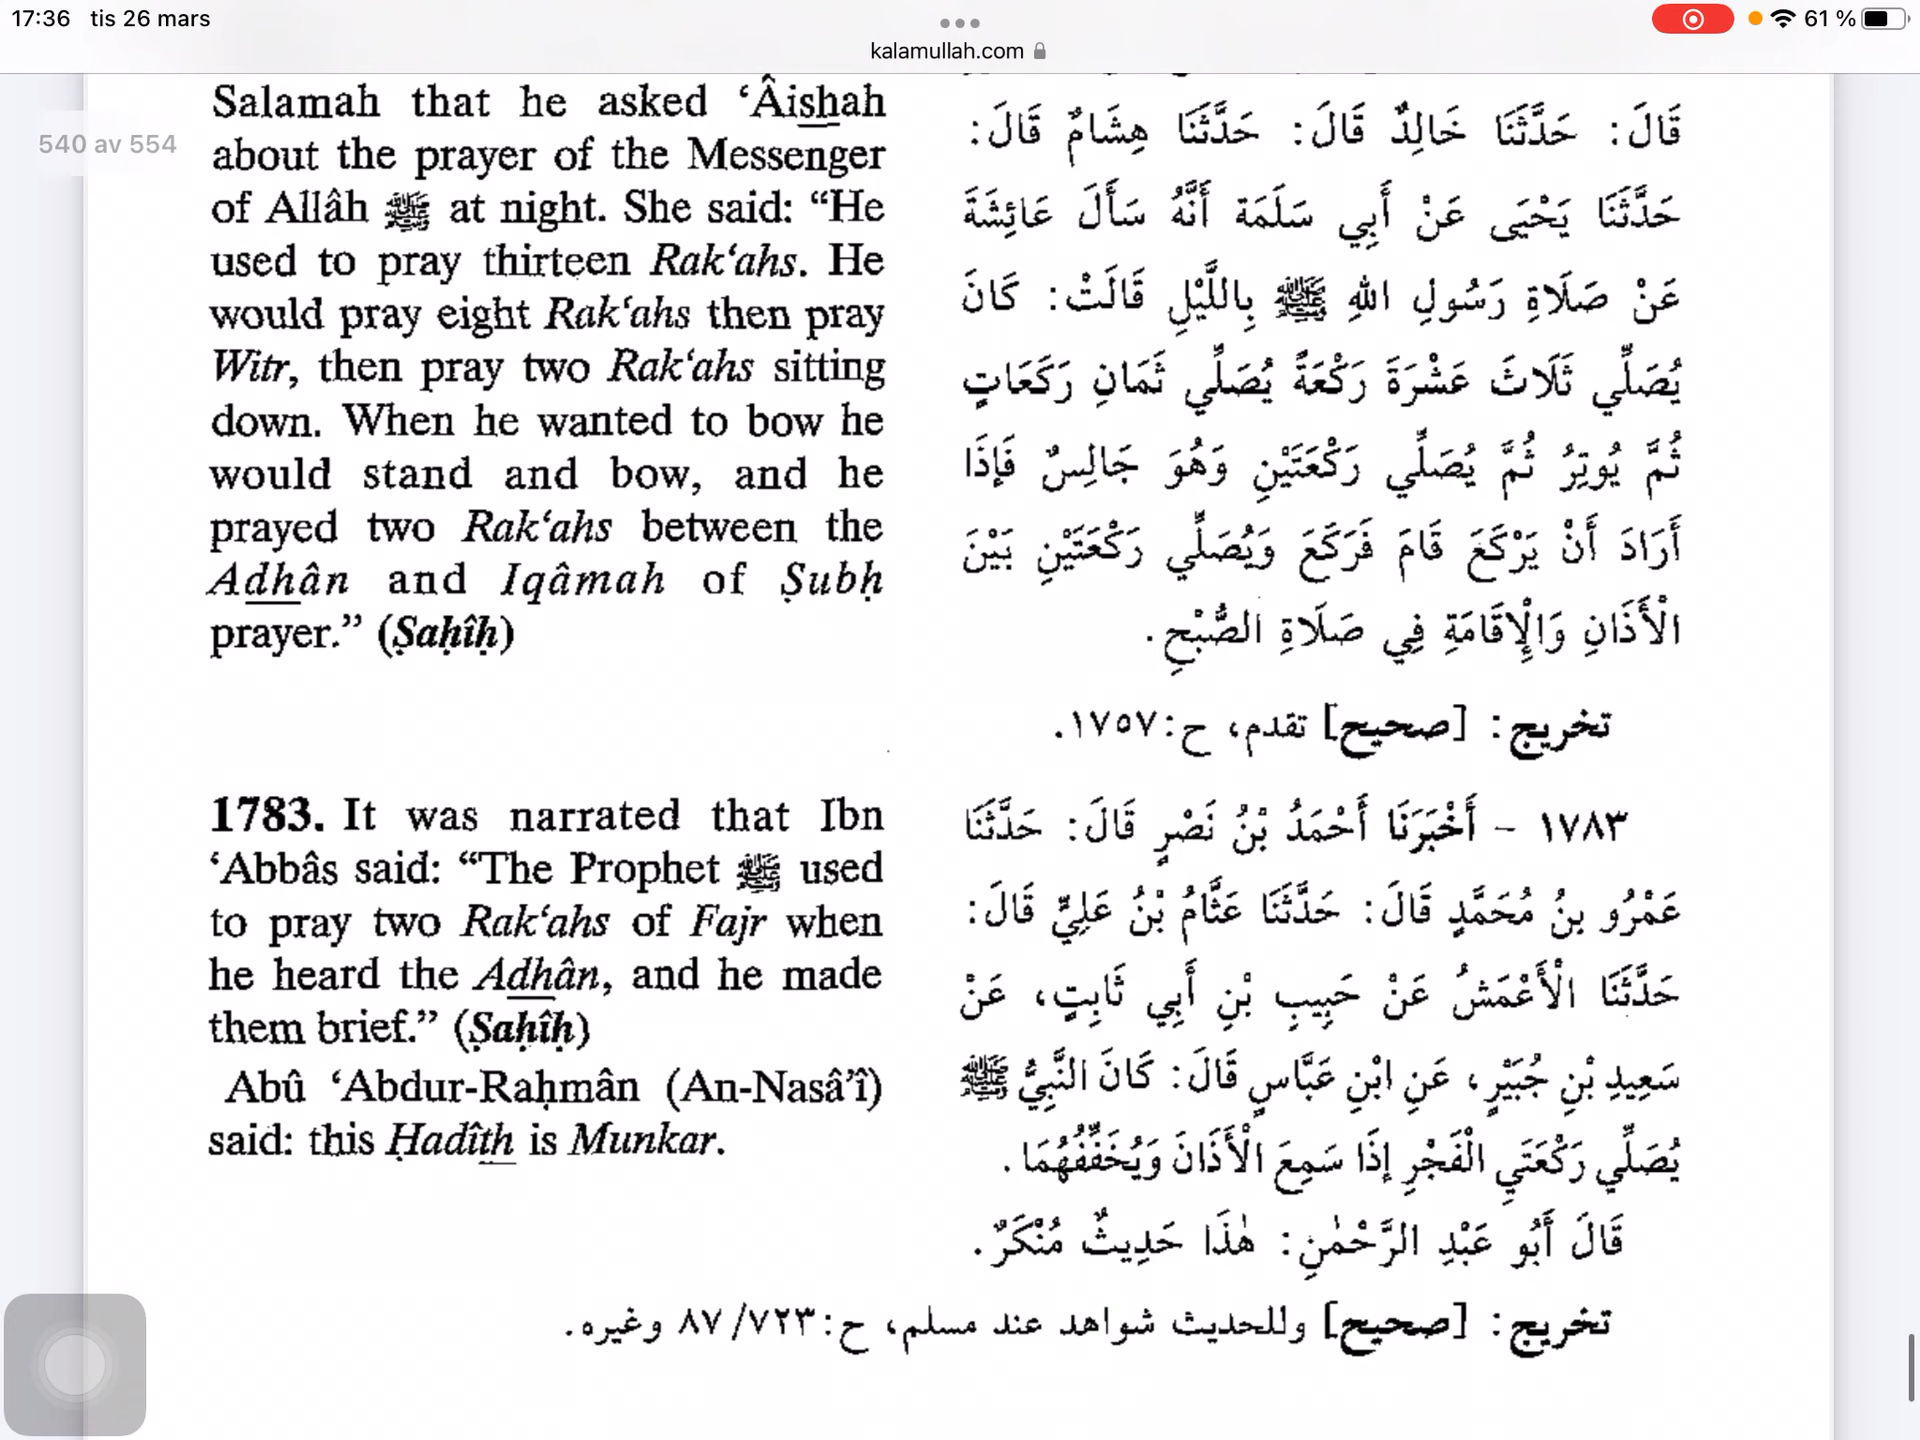 17:36 tis 26 mars
61 %
kalamullah.com
540 av 554
Salamah that he asked ‘Âishah
about the prayer of the Messenger
of Allâh ﷺ at night. She said: “He
used to pray thirteen Rak‘ahs. He
would pray eight Rak‘ahs then pray
Witr, then pray two Rak‘ahs sitting
down. When he wanted to bow he
would stand and bow, and he
prayed two Rak‘ahs between the
Adhân and Iqâmah of Ṣubḥ
prayer.” (Ṣaḥîḥ)
1783. It was narrated that Ibn
‘Abbâs said: “The Prophet ﷺ used
to pray two Rak‘ahs of Fajr when
he heard the Adhân, and he made
them brief.” (Ṣaḥîḥ)
Abû ‘Abdur-Raḥmân (An-Nasâ’î)
said: this Ḥadîth is Munkar.
قَالَ: حَدَّثَنَا خَالِدٌ قَالَ: حَدَّثَنَا هِشَامٌ قَالَ:
حَدَّثَنَا يَحْيَى عَنْ أَبِي سَلَمَة أَنَّهُ سَأَلَ عَائِشَةَ
عَنْ صَلَاةِ رَسُولِ اللهِ ﷺ بِاللَّيْلِ قَالَتْ: كَانَ
يُصَلِّي ثَلَاثَ عَشْرَةَ رَكْعَةً يُصَلِّي ثَمَانِ رَكَعَاتٍ
ثُمَّ يُوتِرُ ثُمَّ يُصَلِّي رَكْعَتَيْنِ وَهُوَ جَالِسٌ فَإِذَا
أَرَادَ أَنْ يَرْكَعَ قَامَ فَرَكَعَ وَيُصَلِّي رَكْعَتَيْنِ بَيْنَ
الْأَذَانِ وَالْإِقَامَةِ فِي صَلَاةِ الصُّبْحِ.
تخريج: [صحيح] تقدم، ح:١٧٥٧.
١٧٨٣ - أَخْبَرَنَا أَحْمَدُ بْنُ نَصْرٍ قَالَ: حَدَّثَنَا
عَمْرُو بنُ مُحَمَّدٍ قَالَ: حَدَّثَنَا عَثَّامُ بْنُ عَلِيٍّ قَالَ:
حَدَّثَنَا الْأَعْمَشُ عَنْ حَبِيبِ بْنِ أَبِي ثَابِتٍ، عَنْ
سَعِيدِ بْنِ جُبَيْرٍ، عَنِ ابْنِ عَبَّاسٍ قَالَ: كَانَ النَّبِيُّ ﷺ
يُصَلِّي رَكْعَتَيِ الْفَجْرِ إِذَا سَمِعَ الْأَذَانَ وَيُخَفِّفُهُمَا.
قَالَ أَبُو عَبْدِ الرَّحْمٰنِ: هٰذَا حَدِيثٌ مُنْكَرٌ.
تخريج: [صحيح] وللحديث شواهد عند مسلم، ح:٨٧/٧٢٣ وغيره.